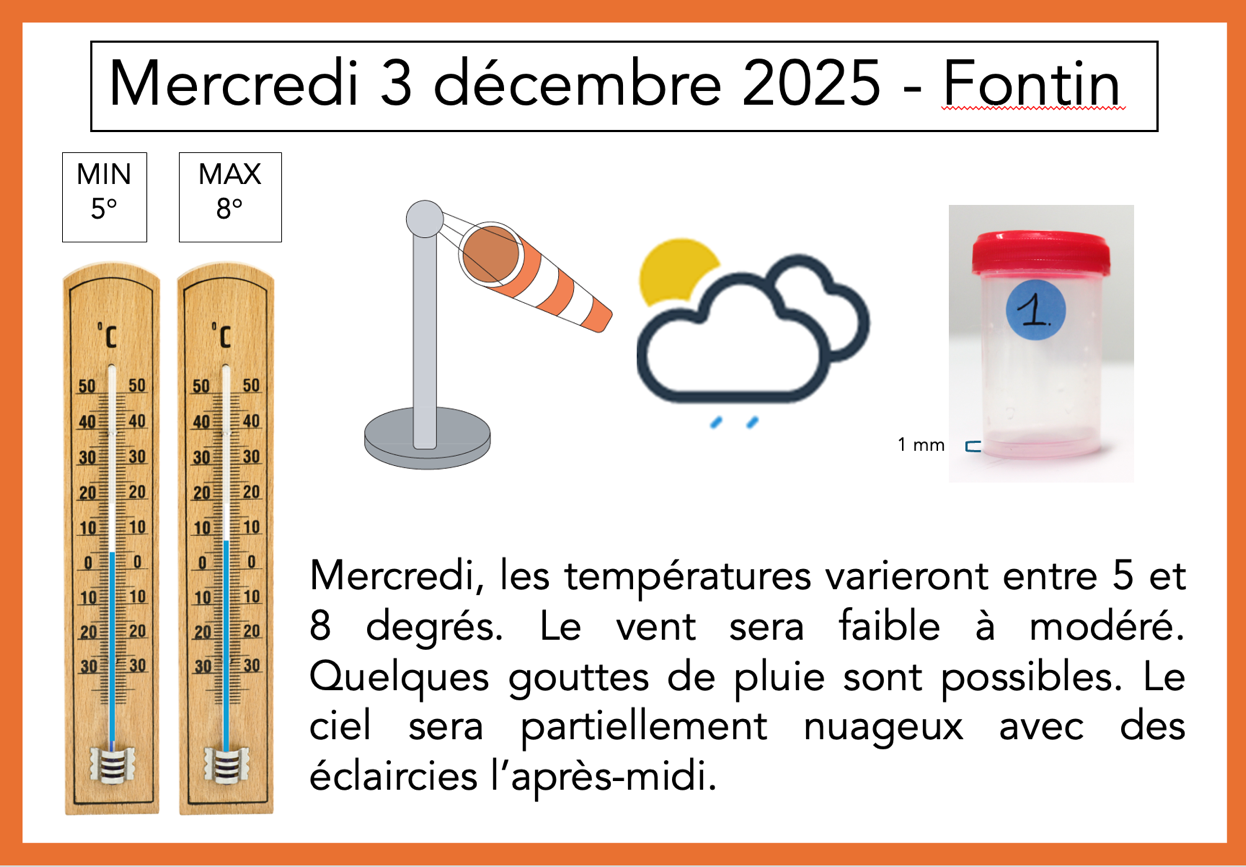 Mercredi 3 décembre 2025 - Fontin
MIN
5°
MAX
8°
°C
50 50
40 40
30 30
20 20
10 10
0 0
10 10
20 20
30 30
°C
50 50
40 40
30 30
20 20
10 10
0 0
10 10
20 20
30 30
1.
1 mm
Mercredi, les températures varieront entre 5 et
8 degrés. Le vent sera faible à modéré.
Quelques gouttes de pluie sont possibles. Le
ciel sera partiellement nuageux avec des
éclaircies l’après-midi.